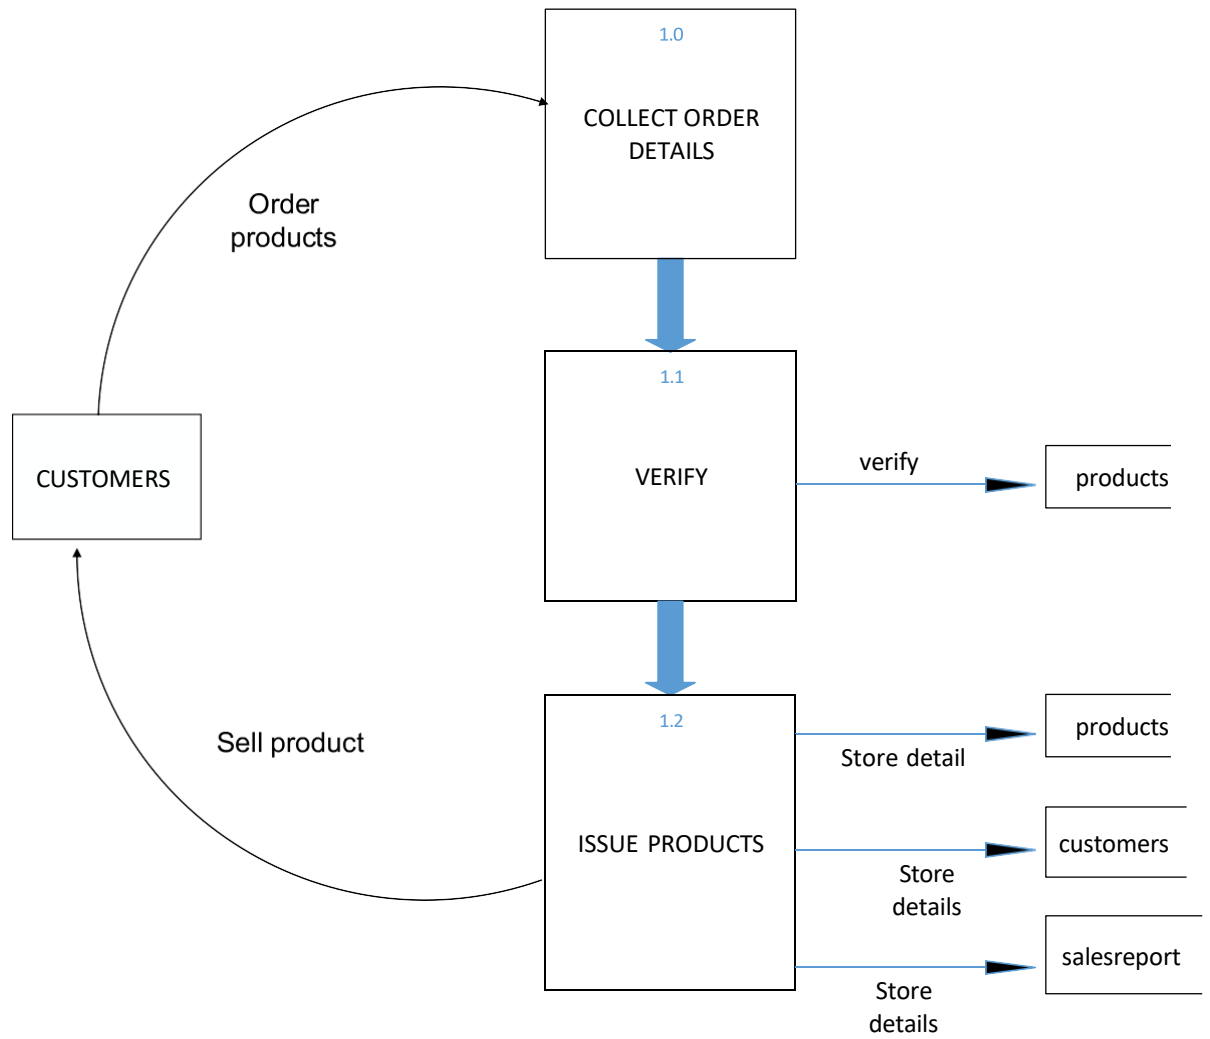 1.0
COLLECT ORDER
DETAILS
Order
products
1.1
CUSTOMERS
VERIFY
verify
products
1.2
Sell product
products
Store detail
ISSUE PRODUCTS
customers
Store
details
salesreport
Store
details